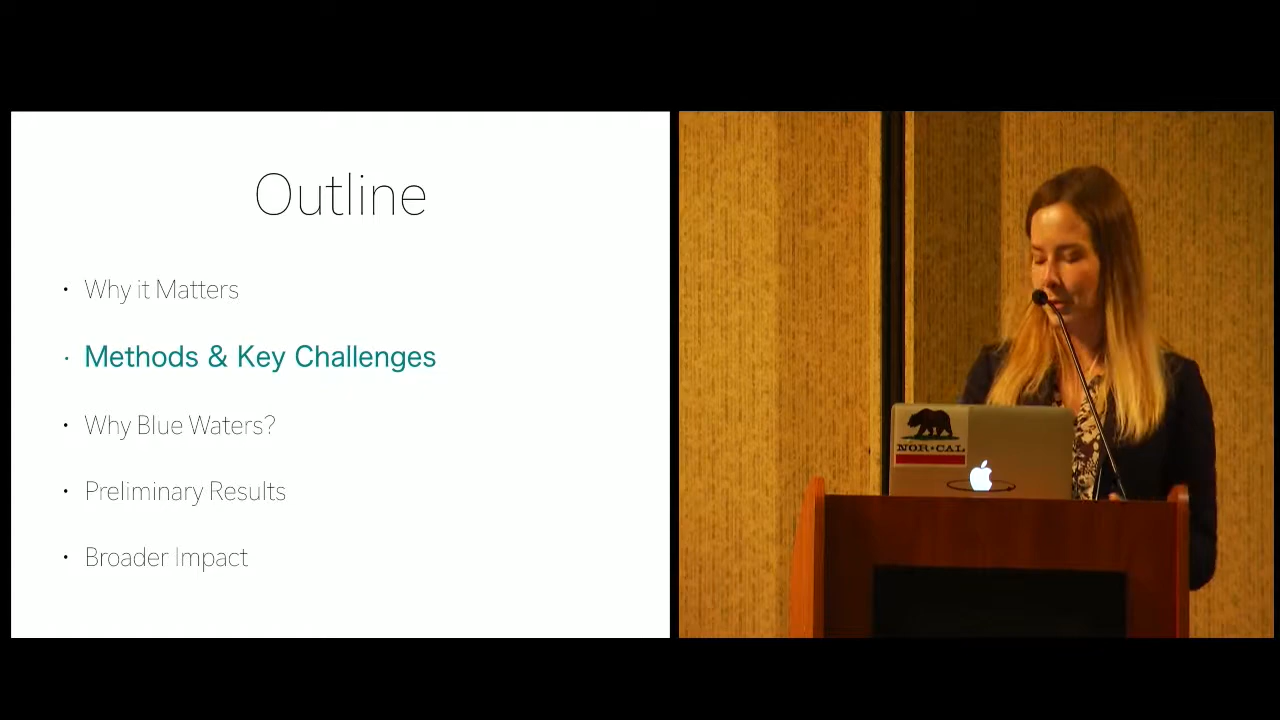 Outline
• Why it Matters
• Methods & Key Challenges
• Why Blue Waters?
• Preliminary Results
• Broader Impact
NOR★CAL